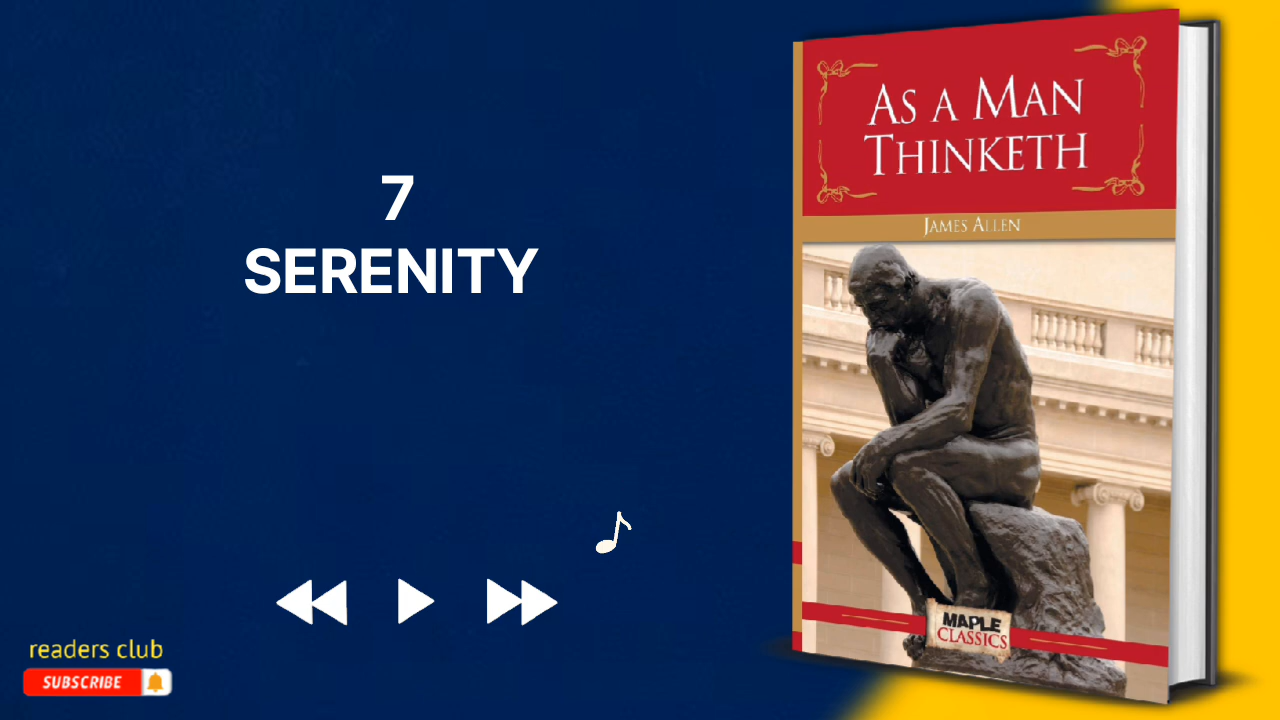 7
SERENITY
readers club
SUBSCRIBE
AS A MAN
THINKETH
JAMES ALLEN
MAPLE
CLASSICS